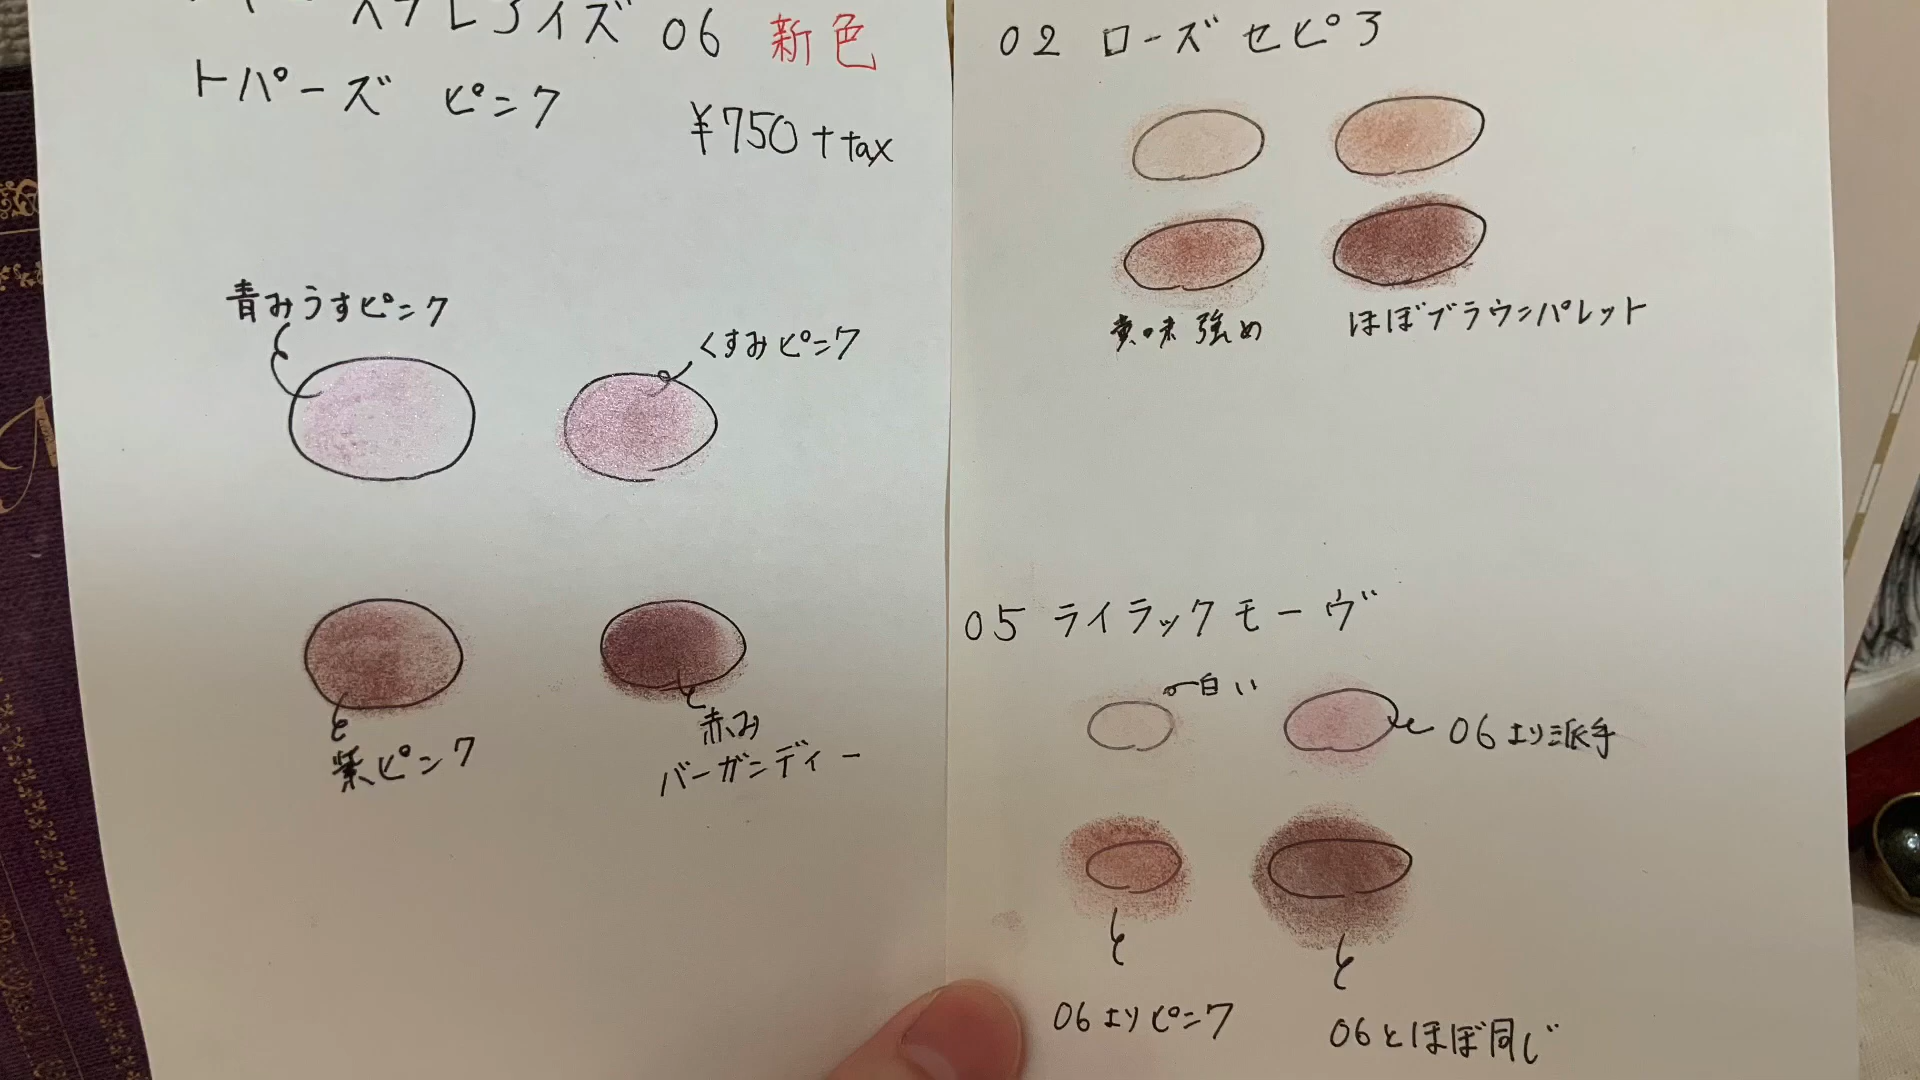 06 新色
トパーズ ピンク
¥750+tax
青みうすピンク
くすみピンク
紫ピンク
赤み
バーガンディー
02 ローズセピア
黄味強め
ほぼブラウンパレット
05 ライラックモーヴ
白い
06より派手
06よりピンク
06とほぼ同じ